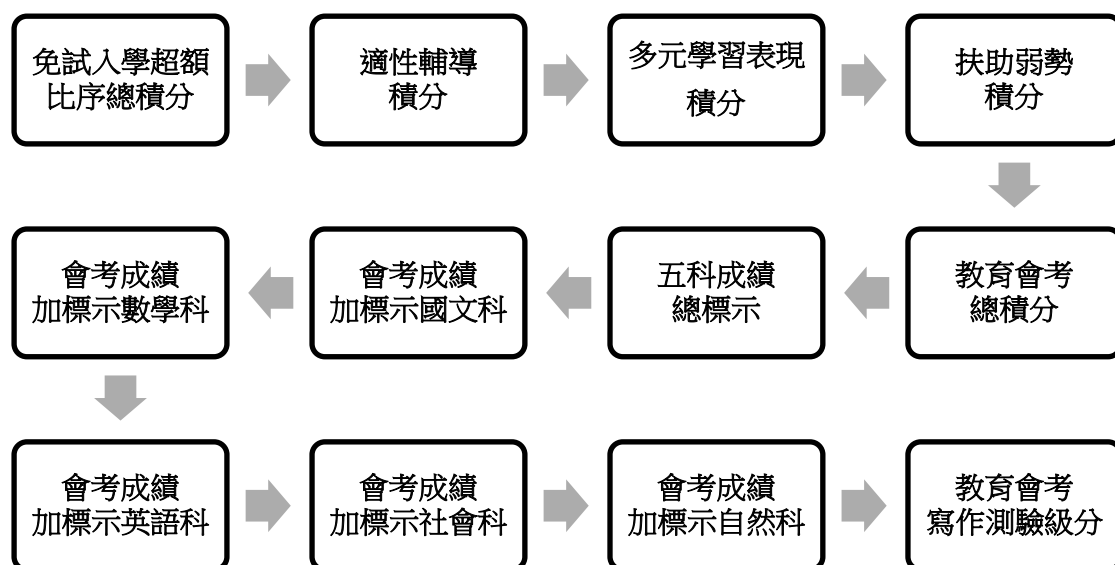 免試入學超額
比序總積分
適性輔導
積分
多元學習表現
積分
扶助弱勢
積分
教育會考
總積分
五科成績
總標示
會考成績
加標示國文科
會考成績
加標示數學科
會考成績
加標示英語科
會考成績
加標示社會科
會考成績
加標示自然科
教育會考
寫作測驗級分